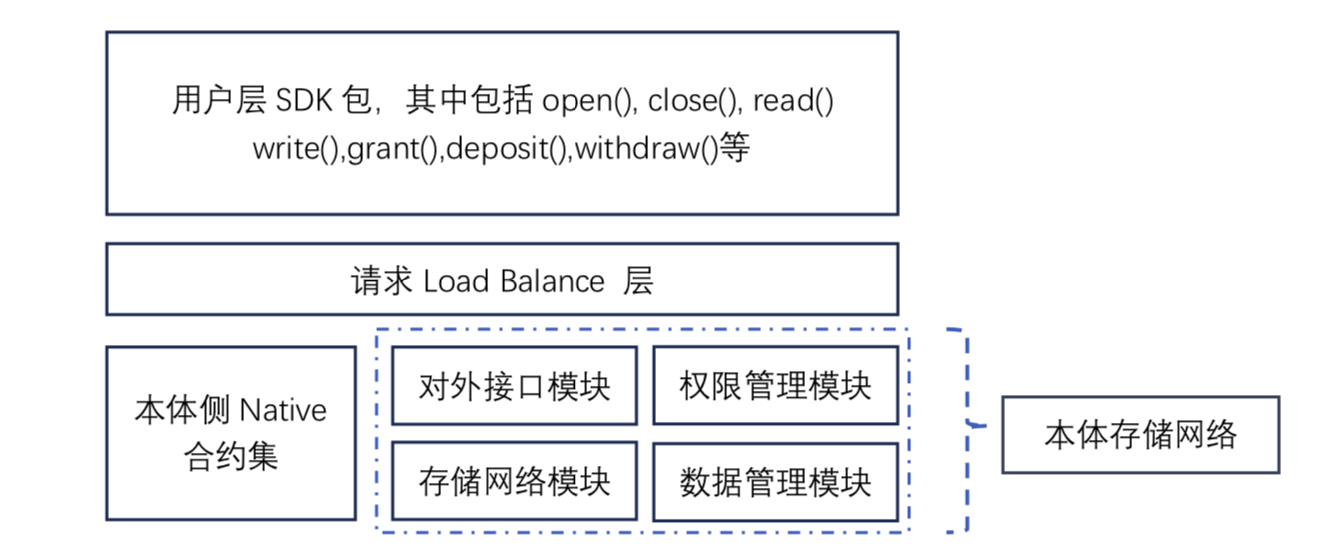 用户层 SDK 包，其中包括 open(), close(), read()
write(),grant(),deposit(),withdraw()等
请求 Load Balance 层
本体侧 Native
合约集
对外接口模块
权限管理模块
存储网络模块
数据管理模块
本体存储网络